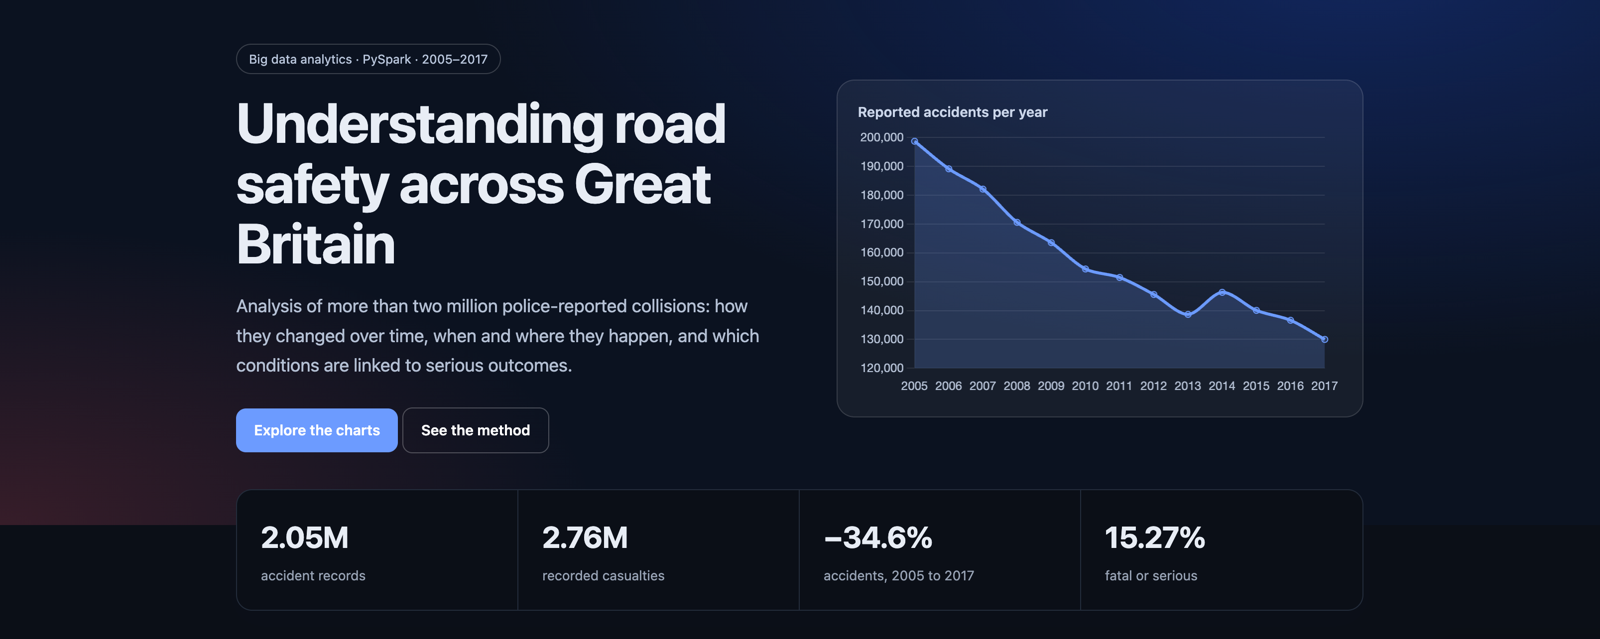 Big data analytics · PySpark · 2005–2017
Understanding road
safety across Great
Britain
Analysis of more than two million police-reported collisions: how
they changed over time, when and where they happen, and which
conditions are linked to serious outcomes.
Explore the charts
See the method
Reported accidents per year
200,000
190,000
180,000
170,000
160,000
150,000
140,000
130,000
120,000
2005 2006 2007 2008 2009 2010 2011 2012 2013 2014 2015 2016 2017
2.05M
accident records
2.76M
recorded casualties
−34.6%
accidents, 2005 to 2017
15.27%
fatal or serious